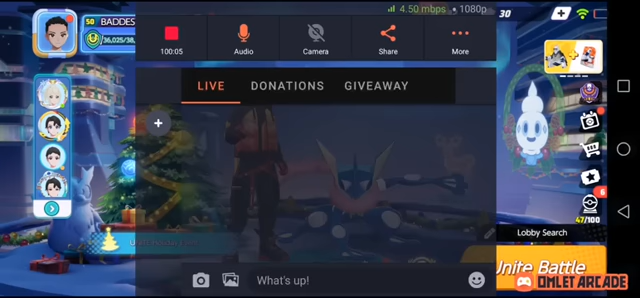 4.50 mbps • 1080p
50 BADDES
36,025/38,
100:05
Audio
Camera
Share
More
30
LIVE DONATIONS GIVEAWAY
6
47/100
Lobby Search
What's up!
Unite Battle
OMLET ARCADE